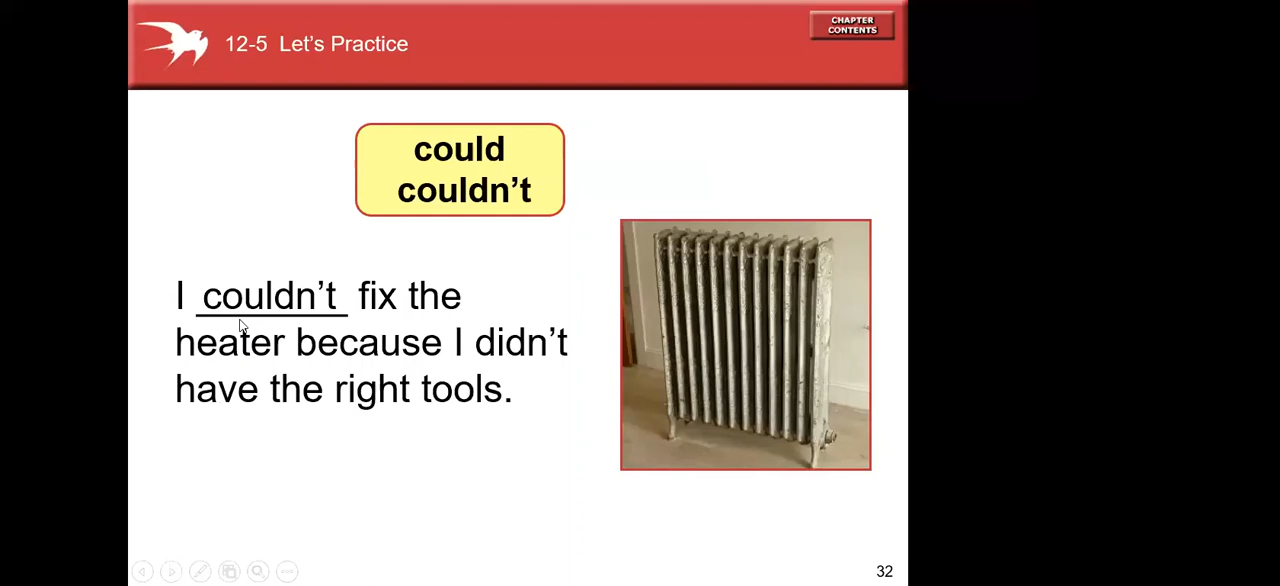 CHAPTER
CONTENTS
12-5 Let's Practice
could
couldn't
I couldn't fix the
heater because I didn't
have the right tools.
32